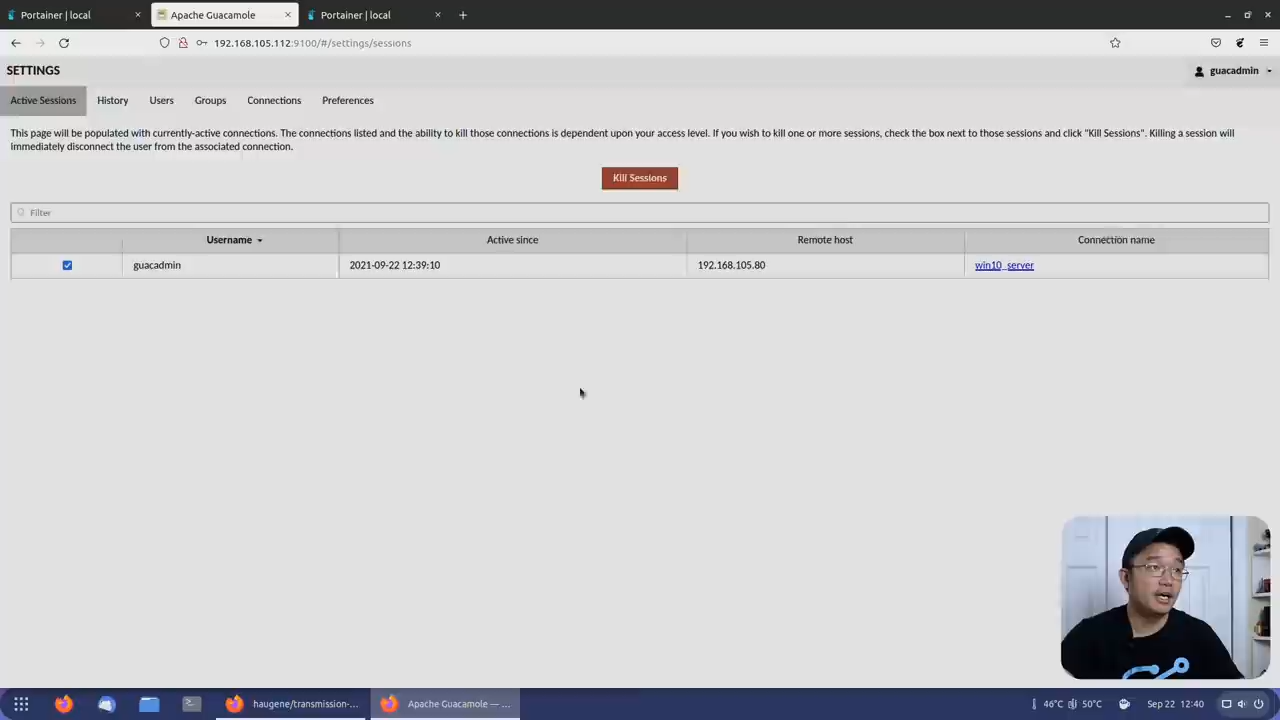 Portainer | local
Apache Guacamole
Portainer | local
192.168.105.112:9100/#/settings/sessions
SETTINGS
guacadmin
Active Sessions
History
Users
Groups
Connections
Preferences
This page will be populated with currently-active connections. The connections listed and the ability to kill those connections is dependent upon your access level. If you wish to kill one or more sessions, check the box next to those sessions and click "Kill Sessions". Killing a session will
immediately disconnect the user from the associated connection.
Kill Sessions
Filter
Username
Active since
Remote host
Connection name
guacadmin
2021-09-22 12:39:10
192.168.105.80
win10_server
haugene/transmission-...
Apache Guacamole — ...
46°C
50°C
Sep 22 12:40